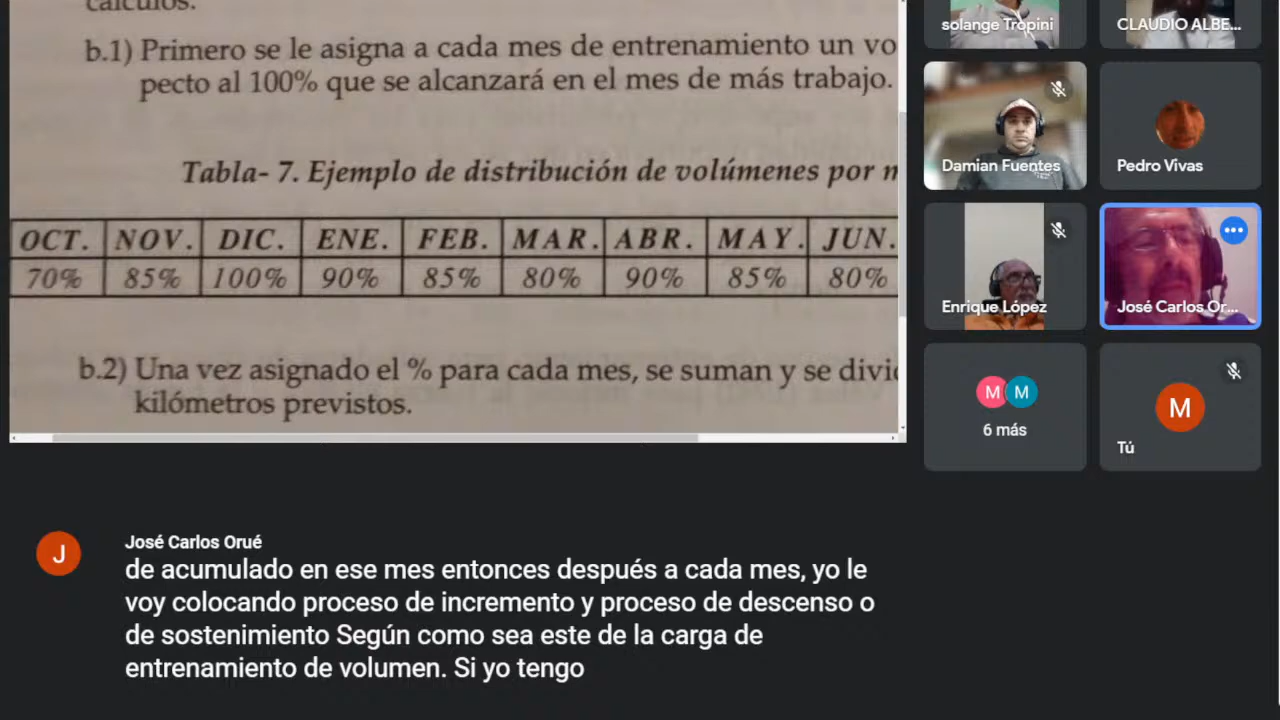 cálculos.
b.1) Primero se le asigna a cada mes de entrenamiento un vo
pecto al 100% que se alcanzará en el mes de más trabajo.
Tabla- 7. Ejemplo de distribución de volúmenes por m
OCT. NOV. DIC. ENE. FEB. MAR. ABR. MAY. JUN.
70% 85% 100% 90% 85% 80% 90% 85% 80%
b.2) Una vez asignado el % para cada mes, se suman y se divi
kilómetros previstos.
solange Tropini
CLAUDIO ALBE...
Damian Fuentes
Pedro Vivas
Enrique López
José Carlos Or...
M M
6 más
M
Tú
J
José Carlos Orué
de acumulado en ese mes entonces después a cada mes, yo le
voy colocando proceso de incremento y proceso de descenso o
de sostenimiento Según como sea este de la carga de
entrenamiento de volumen. Si yo tengo